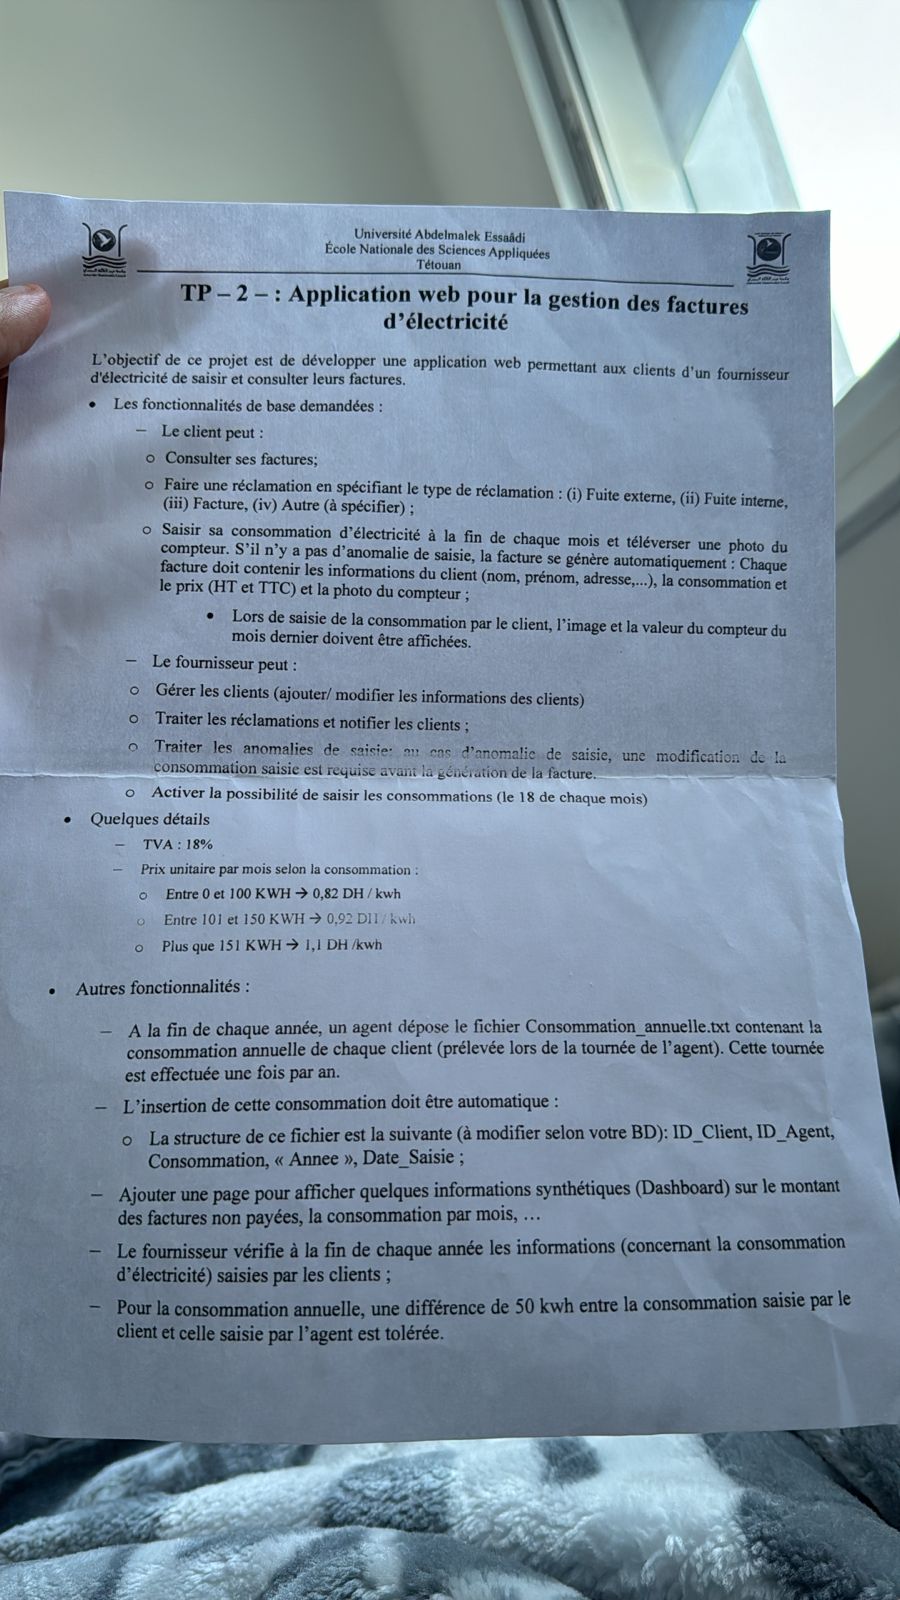 Université Abdelmalek Essaâdi
École Nationale des Sciences Appliquées
Tétouan
TP – 2 – : Application web pour la gestion des factures
d'électricité
L'objectif de ce projet est de développer une application web permettant aux clients d'un fournisseur
d'électricité de saisir et consulter leurs factures.
• Les fonctionnalités de base demandées :
– Le client peut :
o Consulter ses factures;
o Faire une réclamation en spécifiant le type de réclamation : (i) Fuite externe, (ii) Fuite interne,
(iii) Facture, (iv) Autre (à spécifier) ;
o Saisir sa consommation d'électricité à la fin de chaque mois et téléverser une photo du
compteur. S'il n'y a pas d'anomalie de saisie, la facture se génère automatiquement : Chaque
facture doit contenir les informations du client (nom, prénom, adresse,...), la consommation et
le prix (HT et TTC) et la photo du compteur ;
• Lors de saisie de la consommation par le client, l'image et la valeur du compteur du
mois dernier doivent être affichées.
– Le fournisseur peut :
o Gérer les clients (ajouter/ modifier les informations des clients)
o Traiter les réclamations et notifier les clients ;
o Traiter les anomalies de saisie: au cas d'anomalie de saisie, une modification de la
consommation saisie est requise avant la génération de la facture.
o Activer la possibilité de saisir les consommations (le 18 de chaque mois)
• Quelques détails
– TVA : 18%
– Prix unitaire par mois selon la consommation :
o Entre 0 et 100 KWH → 0,82 DH / kwh
o Entre 101 et 150 KWH → 0,92 DH / kwh
o Plus que 151 KWH → 1,1 DH /kwh
• Autres fonctionnalités :
– A la fin de chaque année, un agent dépose le fichier Consommation_annuelle.txt contenant la
consommation annuelle de chaque client (prélevée lors de la tournée de l'agent). Cette tournée
est effectuée une fois par an.
– L'insertion de cette consommation doit être automatique :
o La structure de ce fichier est la suivante (à modifier selon votre BD): ID_Client, ID_Agent,
Consommation, « Annee », Date_Saisie ;
– Ajouter une page pour afficher quelques informations synthétiques (Dashboard) sur le montant
des factures non payées, la consommation par mois, …
– Le fournisseur vérifie à la fin de chaque année les informations (concernant la consommation
d'électricité) saisies par les clients ;
– Pour la consommation annuelle, une différence de 50 kwh entre la consommation saisie par le
client et celle saisie par l'agent est tolérée.